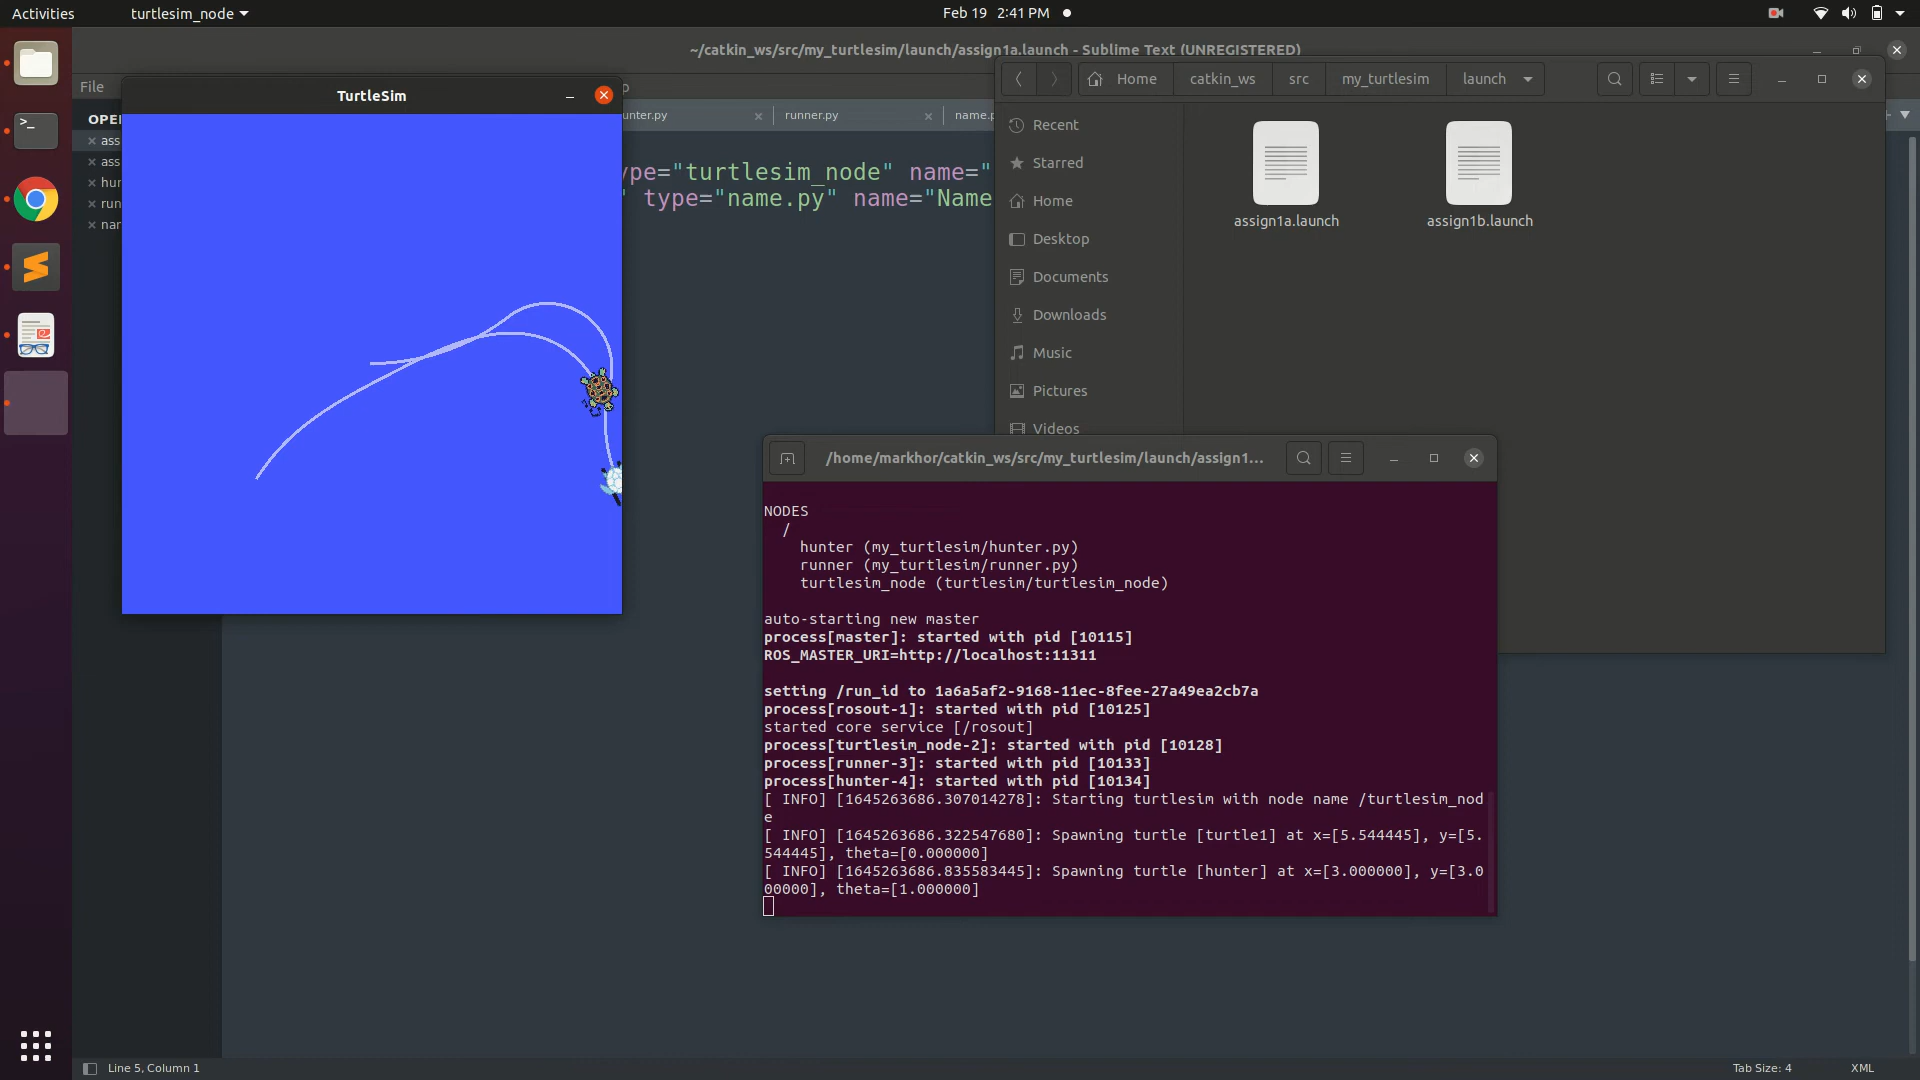 Activities
turtlesim_node
Feb 19 2:41 PM
~/catkin_ws/src/my_turtlesim/launch/assign1a.launch - Sublime Text (UNREGISTERED)
File
TurtleSim
OPE
ass
ass
hun
run
nar
unter.py
runner.py
name.p
ype="turtlesim_node" name="
" type="name.py" name="Name
Home
catkin_ws
src
my_turtlesim
launch
Recent
Starred
Home
Desktop
Documents
Downloads
Music
Pictures
Videos
assign1a.launch
assign1b.launch
/home/markhor/catkin_ws/src/my_turtlesim/launch/assign1...
NODES
/
hunter (my_turtlesim/hunter.py)
runner (my_turtlesim/runner.py)
turtlesim_node (turtlesim/turtlesim_node)
auto-starting new master
process[master]: started with pid [10115]
ROS_MASTER_URI=http://localhost:11311
setting /run_id to 1a6a5af2-9168-11ec-8fee-27a49ea2cb7a
process[rosout-1]: started with pid [10125]
started core service [/rosout]
process[turtlesim_node-2]: started with pid [10128]
process[runner-3]: started with pid [10133]
process[hunter-4]: started with pid [10134]
[ INFO] [1645263686.307014278]: Starting turtlesim with node name /turtlesim_nod
e
[ INFO] [1645263686.322547680]: Spawning turtle [turtle1] at x=[5.544445], y=[5.
544445], theta=[0.000000]
[ INFO] [1645263686.835583445]: Spawning turtle [hunter] at x=[3.000000], y=[3.0
00000], theta=[1.000000]
Line 5, Column 1
Tab Size: 4
XML